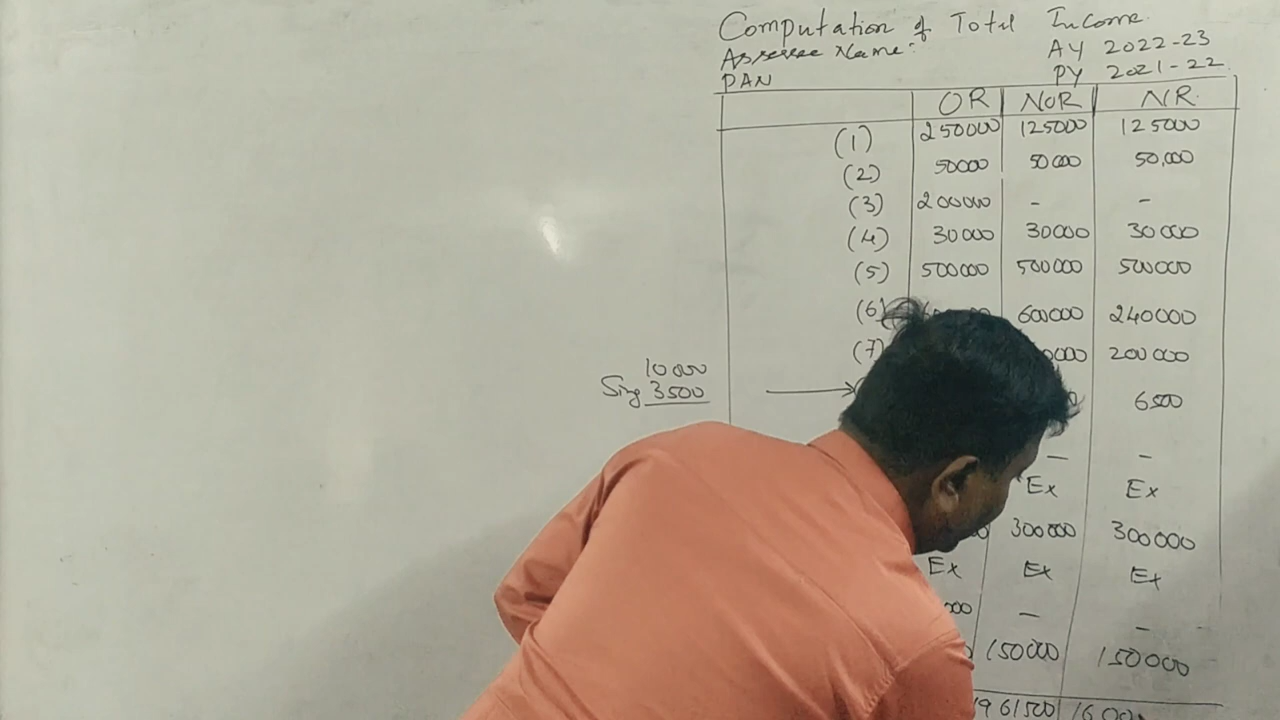 Computation of Total Income.
Assessee Name: AY 2022-23
PAN PY 2021-22
OR NOR NR
(1) 250000 125000 125000
(2) 50000 50000 50,000
(3) 200000 - -
(4) 30000 30000 30000
(5) 500000 500000 500000
(6) 600000 240000
(7) 200000
10000
3500 6500
— -
Ex Ex
300000 300000
Ex Ex Ex
— -
150000 150000
1961500